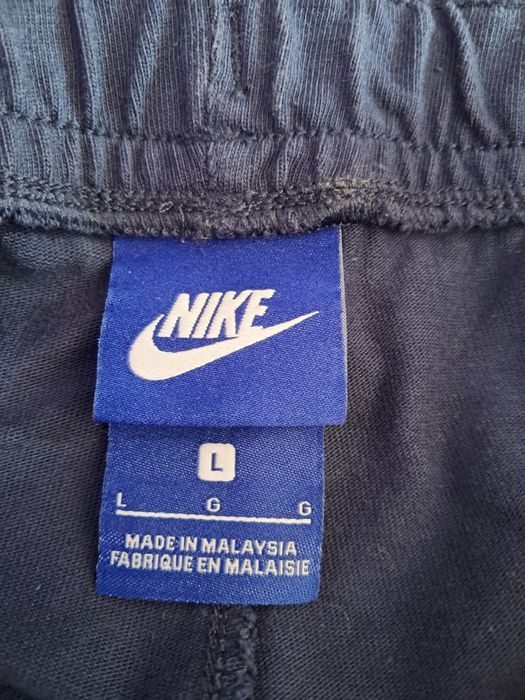 NIKE
L
L G G
MADE IN MALAYSIA
FABRIQUE EN MALAISIE